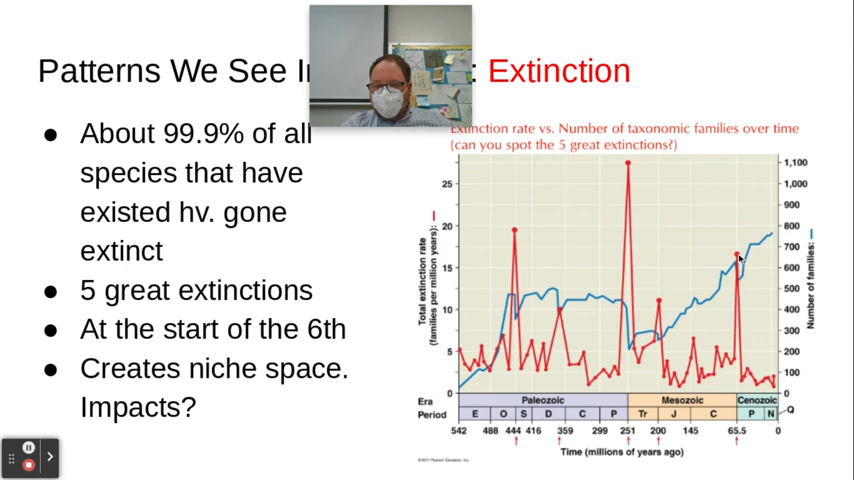 Patterns We See I : Extinction
● About 99.9% of all
species that have
existed hv. gone
extinct
● 5 great extinctions
● At the start of the 6th
● Creates niche space.
Impacts?
Extinction rate vs. Number of taxonomic families over time
(can you spot the 5 great extinctions?)
Total extinction rate
(families per million years):
25
20
15
10
5
0
1,100
1,000
900
800
700
600
500
400
300
200
100
0
Number of families:
Era Paleozoic Mesozoic Cenozoic
Period E O S D C P Tr J C P N Q
542 488 444 416 359 299 251 200 145 65.5 0
Time (millions of years ago)
©2011 Pearson Education, Inc.